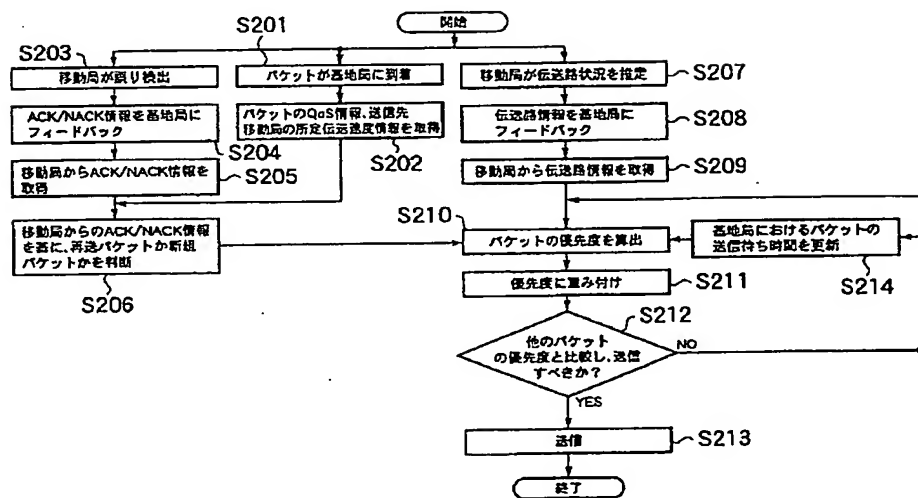 開始
S201
S203
移動局が誤り検出
パケットが基地局に到着
移動局が伝送路状況を推定
S207
ACK/NACK情報を基地局に
フィードバック
S204
パケットのQoS情報、送信先
移動局の所定伝送速度情報を取得
S202
伝送路情報を基地局に
フィードバック
S208
移動局からACK/NACK情報を
取得
S205
移動局から伝送路情報を取得
S209
移動局からのACK/NACK情報
を基に、再送パケットか新規
パケットかを判断
S206
S210
パケットの優先度を算出
基地局におけるパケットの
送信待ち時間を更新
S214
優先度に重み付け
S211
S212
他のパケット
の優先度と比較し、送信
すべきか？
NO
YES
送信
S213
終了